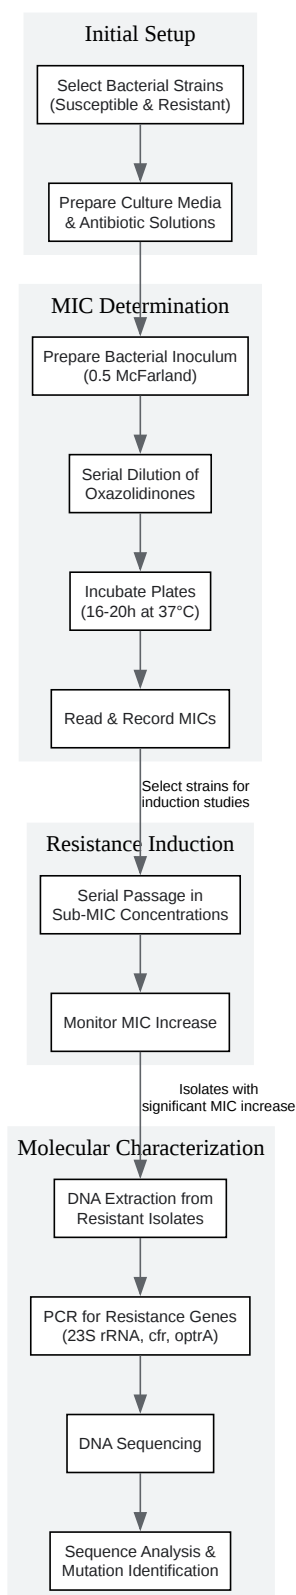 Initial Setup
Select Bacterial Strains
(Susceptible & Resistant)
Prepare Culture Media
& Antibiotic Solutions
MIC Determination
Prepare Bacterial Inoculum
(0.5 McFarland)
Serial Dilution of
Oxazolidinones
Incubate Plates
(16-20h at 37°C)
Read & Record MICs
Select strains for
induction studies
Resistance Induction
Serial Passage in
Sub-MIC Concentrations
Monitor MIC Increase
Isolates with
significant MIC increase
Molecular Characterization
DNA Extraction from
Resistant Isolates
PCR for Resistance Genes
(23S rRNA, cfr, optrA)
DNA Sequencing
Sequence Analysis &
Mutation Identification